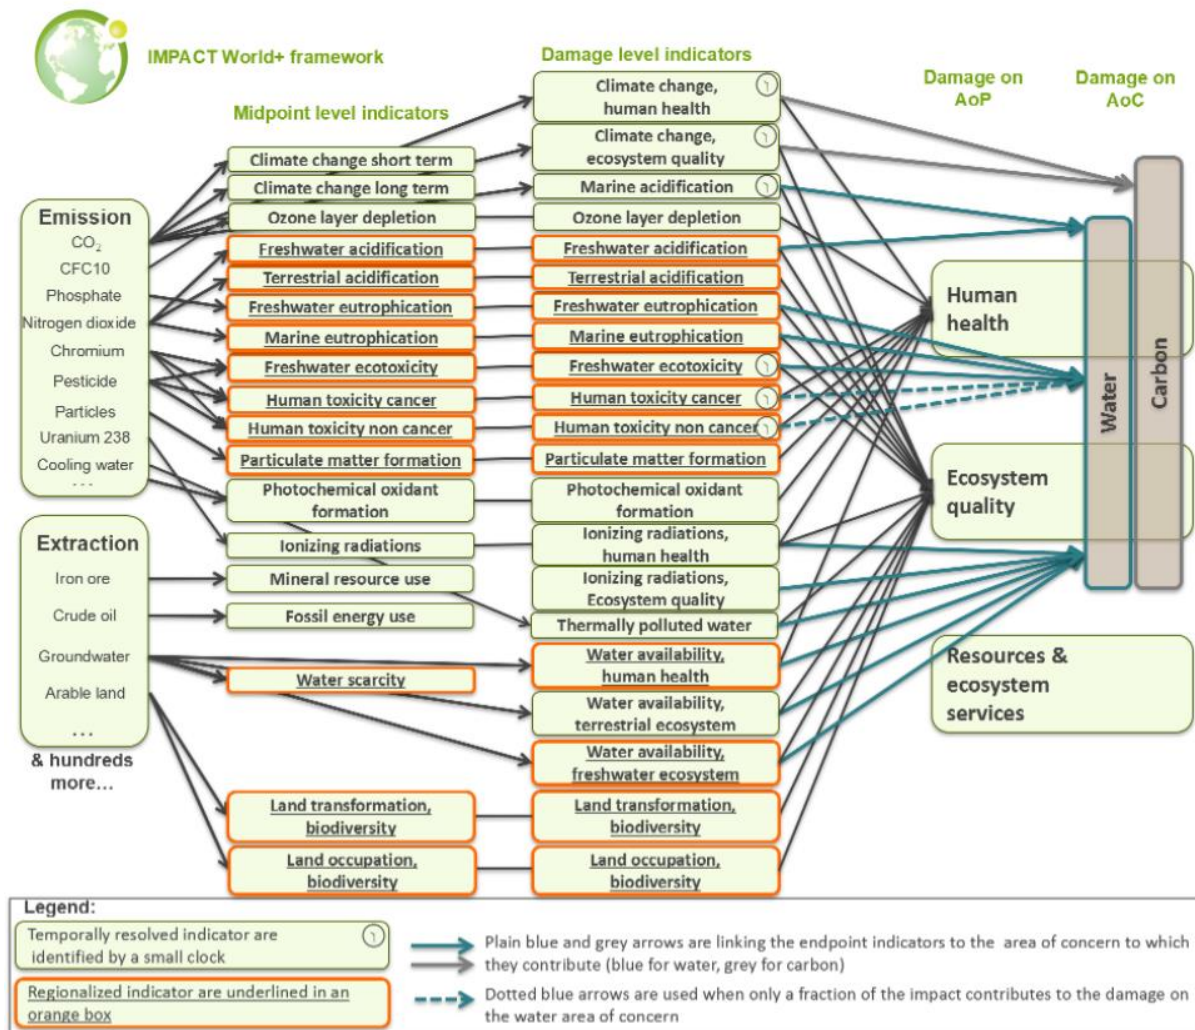 IMPACT World+ framework
Midpoint level indicators
Damage level indicators
Damage on
AoP
Damage on
AoC
Emission
CO₂
CFC10
Phosphate
Nitrogen dioxide
Chromium
Pesticide
Particles
Uranium 238
Cooling water
...
Extraction
Iron ore
Crude oil
Groundwater
Arable land
...
& hundreds
more...
Climate change short term
Climate change long term
Ozone layer depletion
Freshwater acidification
Terrestrial acidification
Freshwater eutrophication
Marine eutrophication
Freshwater ecotoxicity
Human toxicity cancer
Human toxicity non cancer
Particulate matter formation
Photochemical oxidant
formation
Ionizing radiations
Mineral resource use
Fossil energy use
Water scarcity
Land transformation,
biodiversity
Land occupation,
biodiversity
Climate change,
human health
Climate change,
ecosystem quality
Marine acidification
Ozone layer depletion
Freshwater acidification
Terrestrial acidification
Freshwater eutrophication
Marine eutrophication
Freshwater ecotoxicity
Human toxicity cancer
Human toxicity non cancer
Particulate matter formation
Photochemical oxidant
formation
Ionizing radiations,
human health
Ionizing radiations,
Ecosystem quality
Thermally polluted water
Water availability,
human health
Water availability,
terrestrial ecosystem
Water availability,
freshwater ecosystem
Land transformation,
biodiversity
Land occupation,
biodiversity
Human
health
Ecosystem
quality
Resources &
ecosystem
services
Water
Carbon
Legend:
Temporally resolved indicator are
identified by a small clock
Regionalized indicator are underlined in an
orange box
Plain blue and grey arrows are linking the endpoint indicators to the area of concern to which
they contribute (blue for water, grey for carbon)
Dotted blue arrows are used when only a fraction of the impact contributes to the damage on
the water area of concern